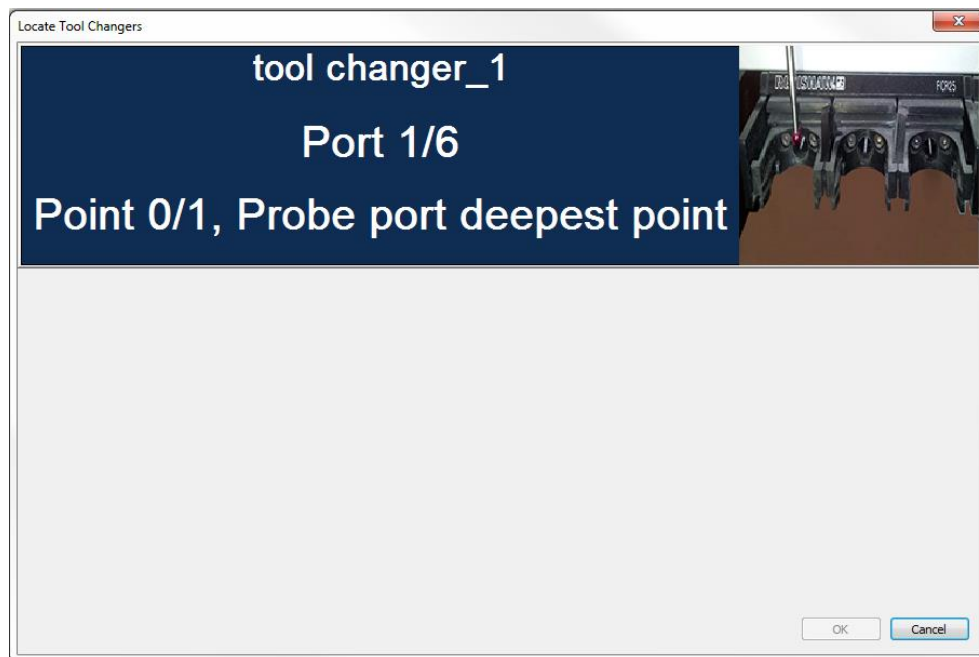 Locate Tool Changers
tool changer_1
Port 1/6
Point 0/1, Probe port deepest point
FCR25
OK
Cancel